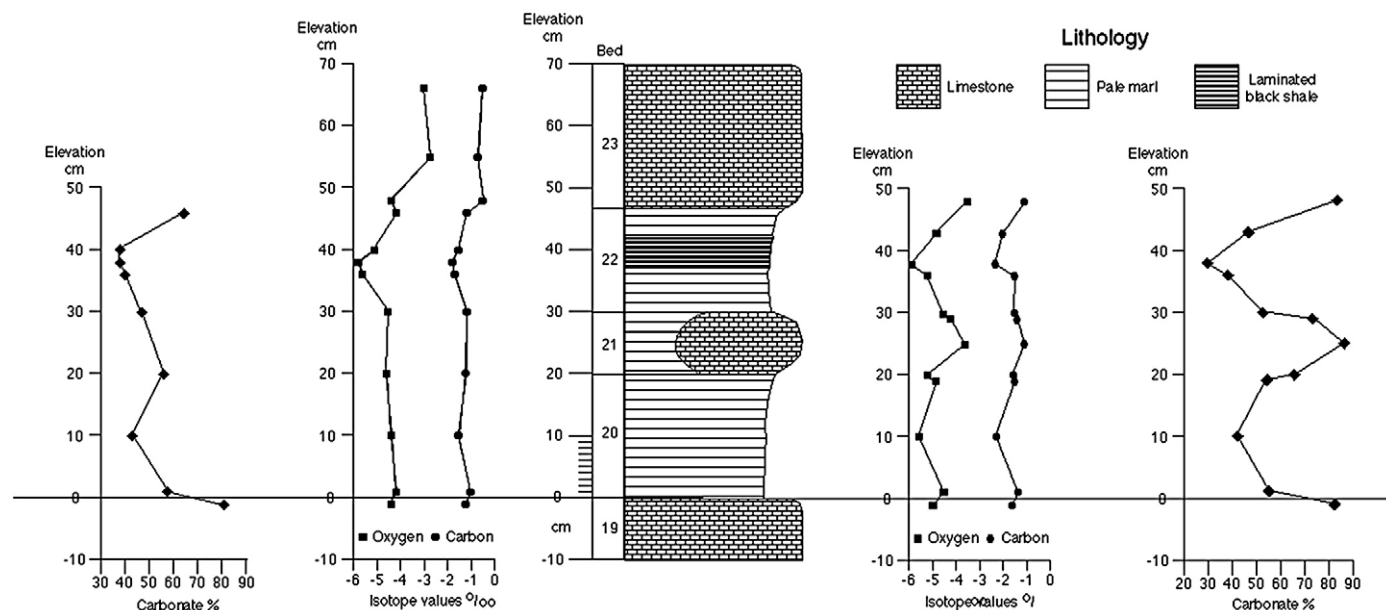 Elevation
cm
50
40
30
20
10
0
-10
30 40 50 60 70 80 90
Carbonate %
Elevation
cm
70
60
50
40
30
20
10
0
-10
Oxygen Carbon
-6 -5 -4 -3 -2 -1 0
Isotope values °/oo
Elevation
cm
Bed
70
60
50
40
30
20
10
0
cm
-10
23
22
21
20
19
Lithology
Limestone
Pale marl
Laminated
black shale
Elevation
cm
50
40
30
20
10
0
-10
Oxygen Carbon
-6 -5 -4 -3 -2 -1 0
Elevation
cm
50
40
30
20
10
0
-10
20 30 40 50 60 70 80 90
Carbonate %